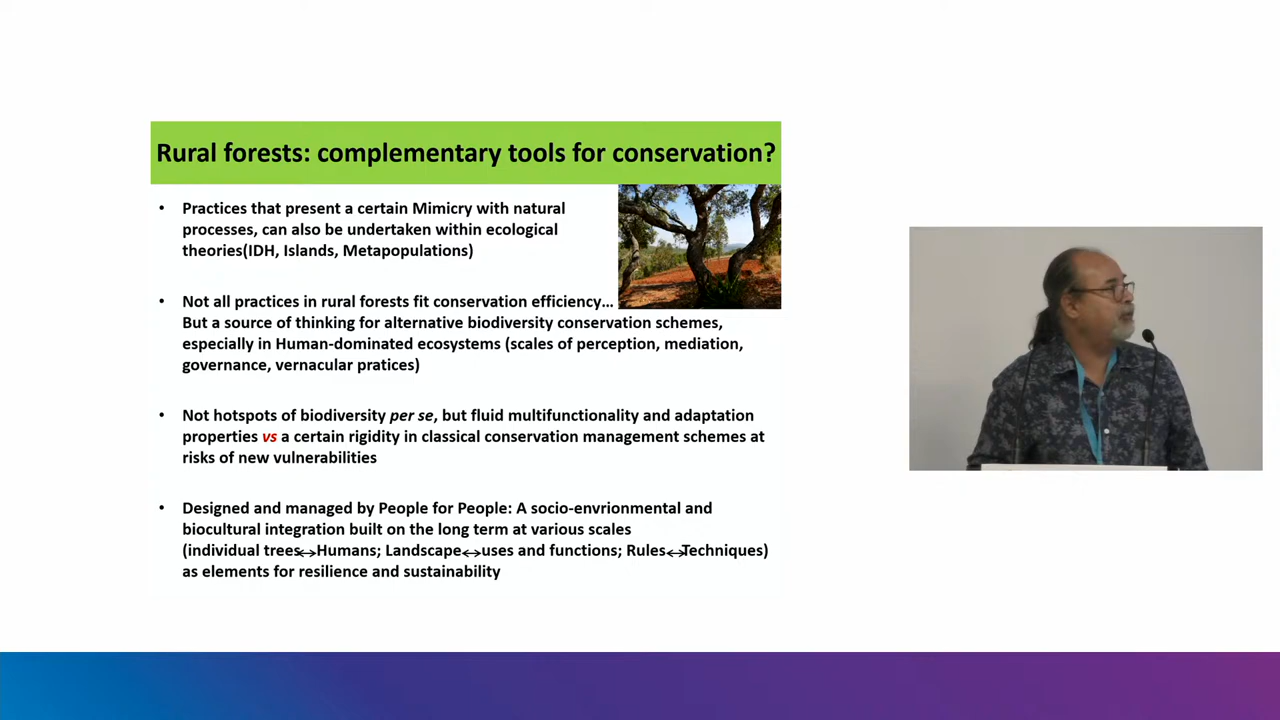 Rural forests: complementary tools for conservation?
• Practices that present a certain Mimicry with natural
processes, can also be undertaken within ecological
theories(IDH, Islands, Metapopulations)
• Not all practices in rural forests fit conservation efficiency…
But a source of thinking for alternative biodiversity conservation schemes,
especially in Human-dominated ecosystems (scales of perception, mediation,
governance, vernacular pratices)
• Not hotspots of biodiversity per se, but fluid multifunctionality and adaptation
properties vs a certain rigidity in classical conservation management schemes at
risks of new vulnerabilities
• Designed and managed by People for People: A socio-envrionmental and
biocultural integration built on the long term at various scales
(individual trees↔Humans; Landscape↔uses and functions; Rules↔Techniques)
as elements for resilience and sustainability